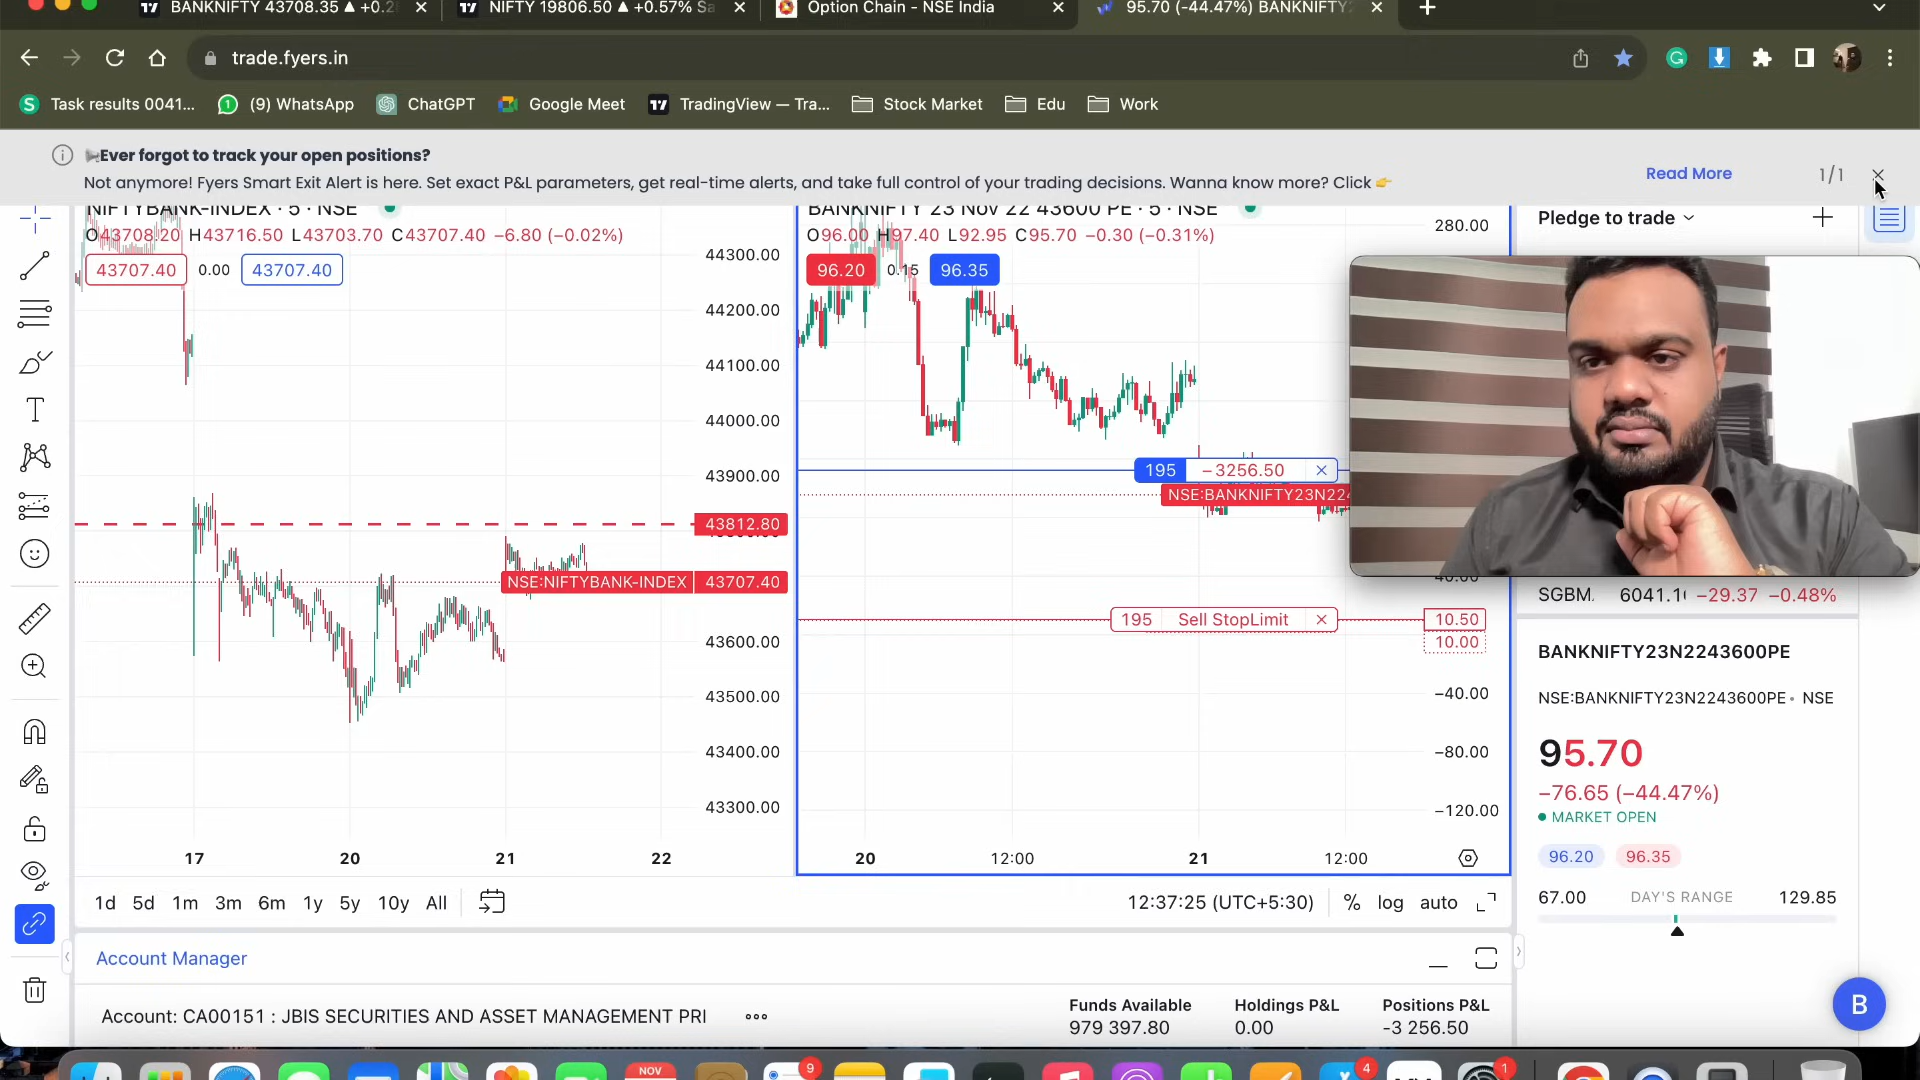 BANKNIFTY 43708.35 ▲ +0.2
NIFTY 19806.50 ▲ +0.57% Sa
Option Chain - NSE India
95.70 (-44.47%) BANKNIFTY2
trade.fyers.in
Task results 0041...
(9) WhatsApp
ChatGPT
Google Meet
TradingView — Tra...
Stock Market
Edu
Work
Ever forgot to track your open positions?
Not anymore! Fyers Smart Exit Alert is here. Set exact P&L parameters, get real-time alerts, and take full control of your trading decisions. Wanna know more? Click 👉
Read More
1/1
NIFTYBANK-INDEX · 5 · NSE
O43708.20 H43716.50 L43703.70 C43707.40 −6.80 (−0.02%)
43707.40 0.00 43707.40
44300.00
44200.00
44100.00
44000.00
43900.00
43812.80
NSE:NIFTYBANK-INDEX 43707.40
43600.00
43500.00
43400.00
43300.00
17 20 21 22
BANKNIFTY 23 Nov 22 43600 PE · 5 · NSE
O96.00 H97.40 L92.95 C95.70 −0.30 (−0.31%)
96.20 0.15 96.35
280.00
195 −3256.50
NSE:BANKNIFTY23N224
40.00
195 Sell StopLimit
10.50
10.00
−40.00
−80.00
−120.00
20 12:00 21 12:00
1d 5d 1m 3m 6m 1y 5y 10y All
12:37:25 (UTC+5:30) % log auto
Account Manager
Account: CA00151 : JBIS SECURITIES AND ASSET MANAGEMENT PRI
Funds Available
979 397.80
Holdings P&L
0.00
Positions P&L
-3 256.50
Pledge to trade
SGBM. 6041.1 −29.37 −0.48%
BANKNIFTY23N2243600PE
NSE:BANKNIFTY23N2243600PE • NSE
95.70
−76.65 (−44.47%)
MARKET OPEN
96.20 96.35
67.00 DAY'S RANGE 129.85
B
NOV
9
4
1